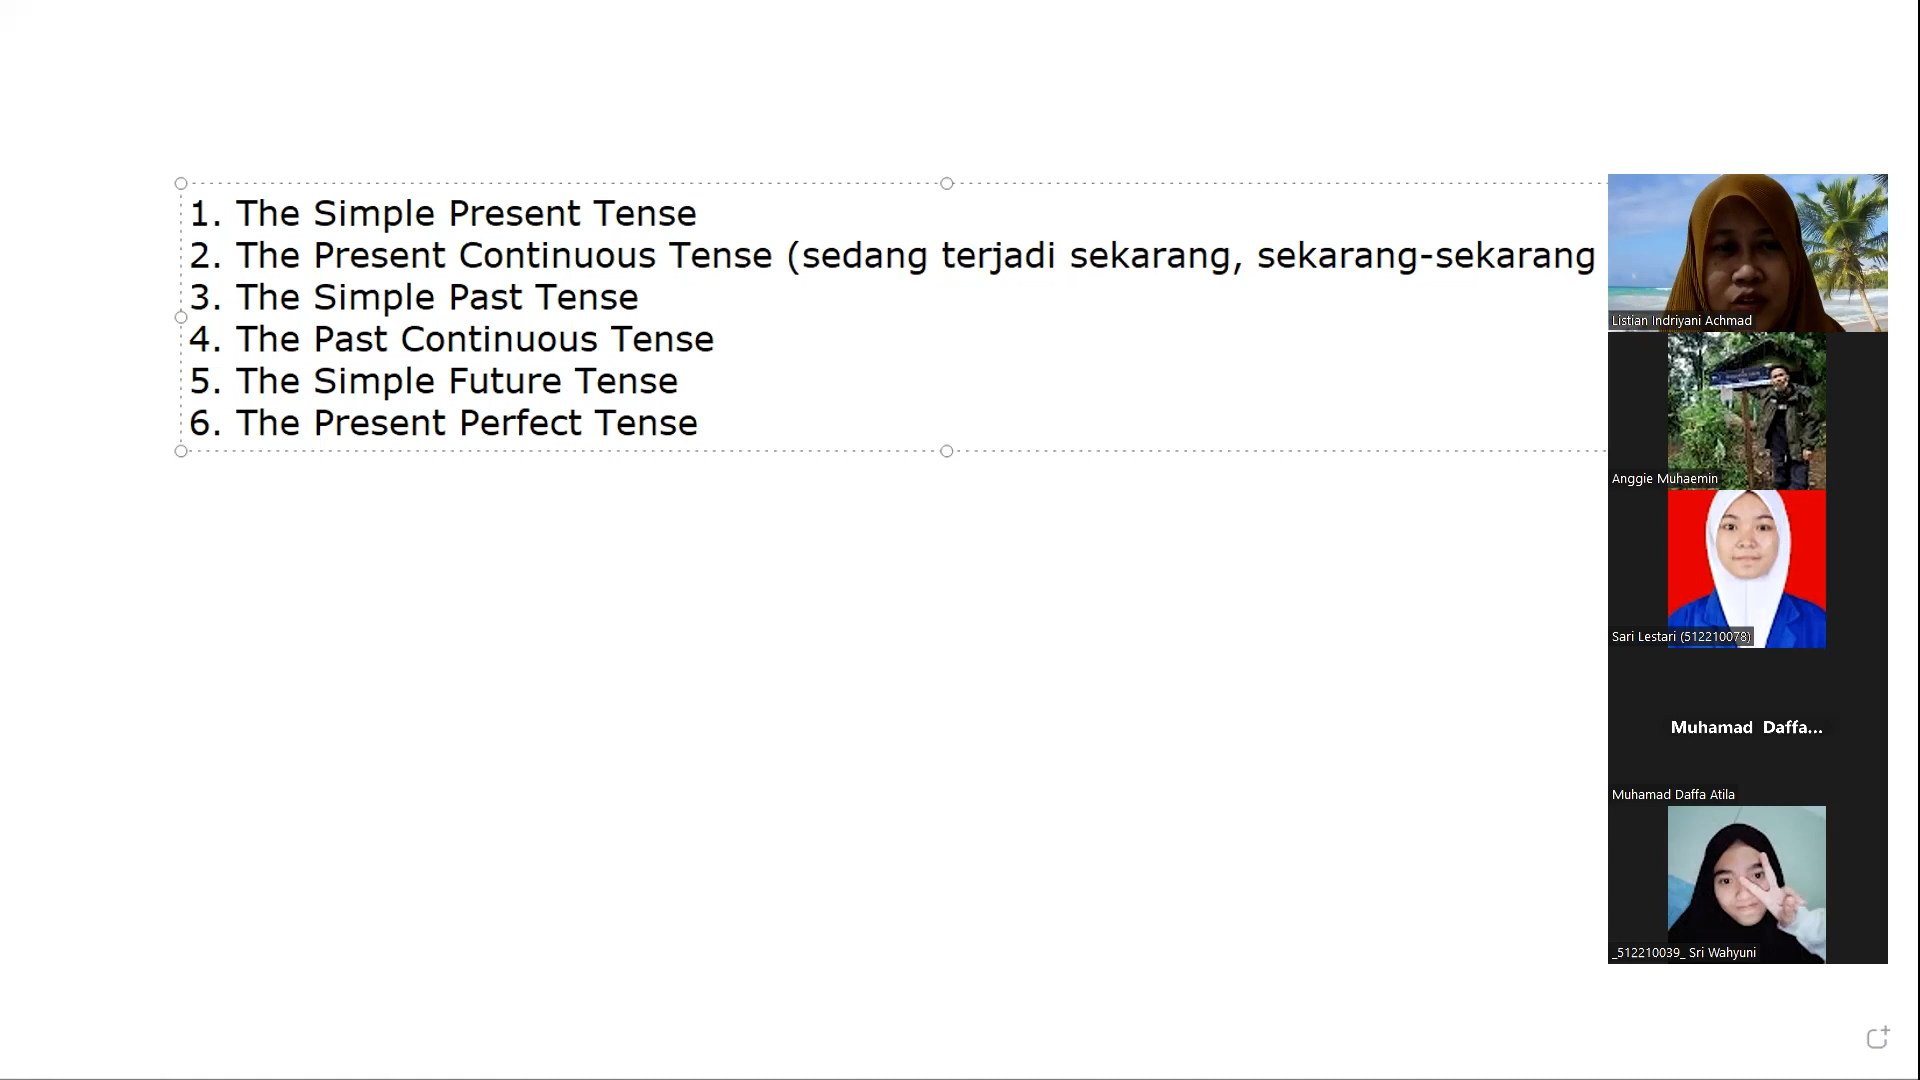 1. The Simple Present Tense
2. The Present Continuous Tense (sedang terjadi sekarang, sekarang-sekarang
3. The Simple Past Tense
4. The Past Continuous Tense
5. The Simple Future Tense
6. The Present Perfect Tense
Listian Indriyani Achmad
Anggie Muhaemin
Sari Lestari (512210078)
Muhamad Daffa...
Muhamad Daffa Atila
_512210039_ Sri Wahyuni